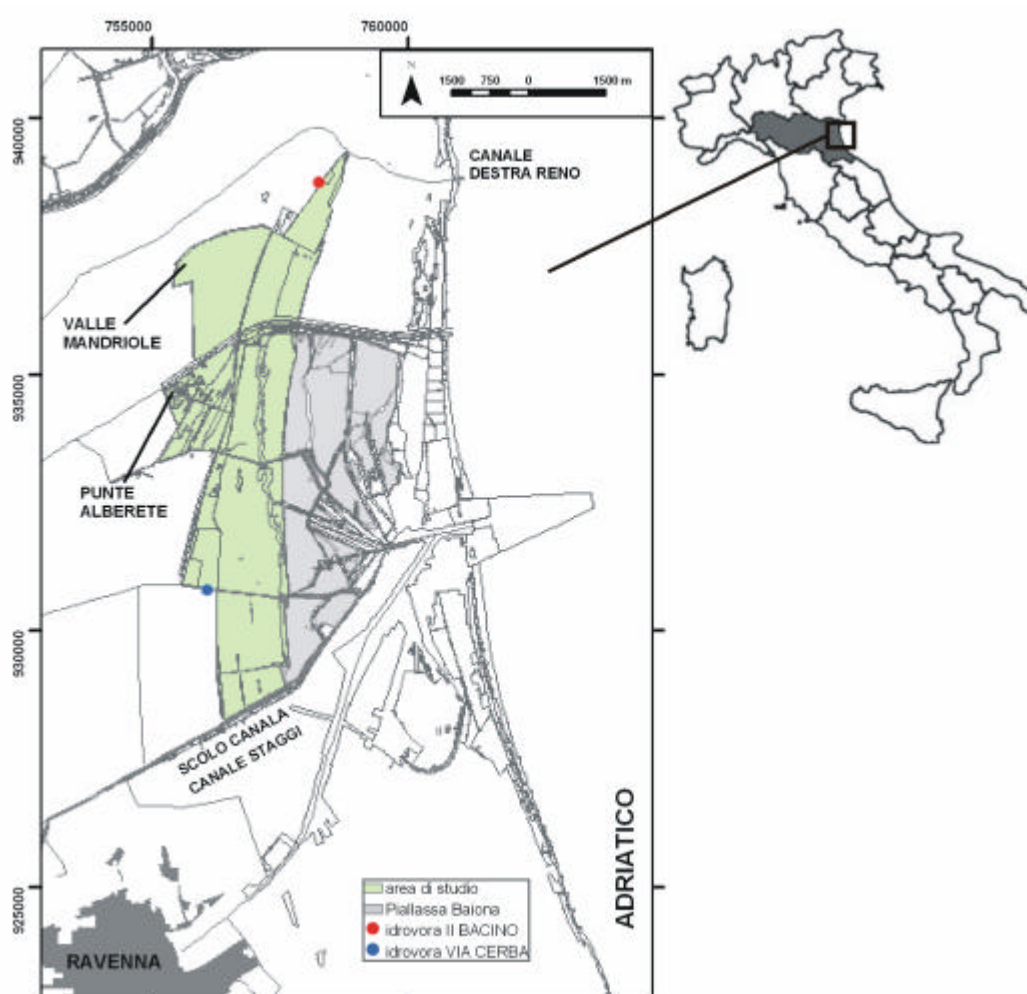 755000
760000
N
1500 750 0 1500 m
940000
935000
930000
925000
CANALE
DESTRA RENO
VALLE
MANDRIOLE
PUNTE
ALBERETE
SCOLO CANALA
CANALE STAGGI
ADRIATICO
RAVENNA
area di studio
Piallassa Baiona
idrovora II BACINO
idrovora VIA CERBA